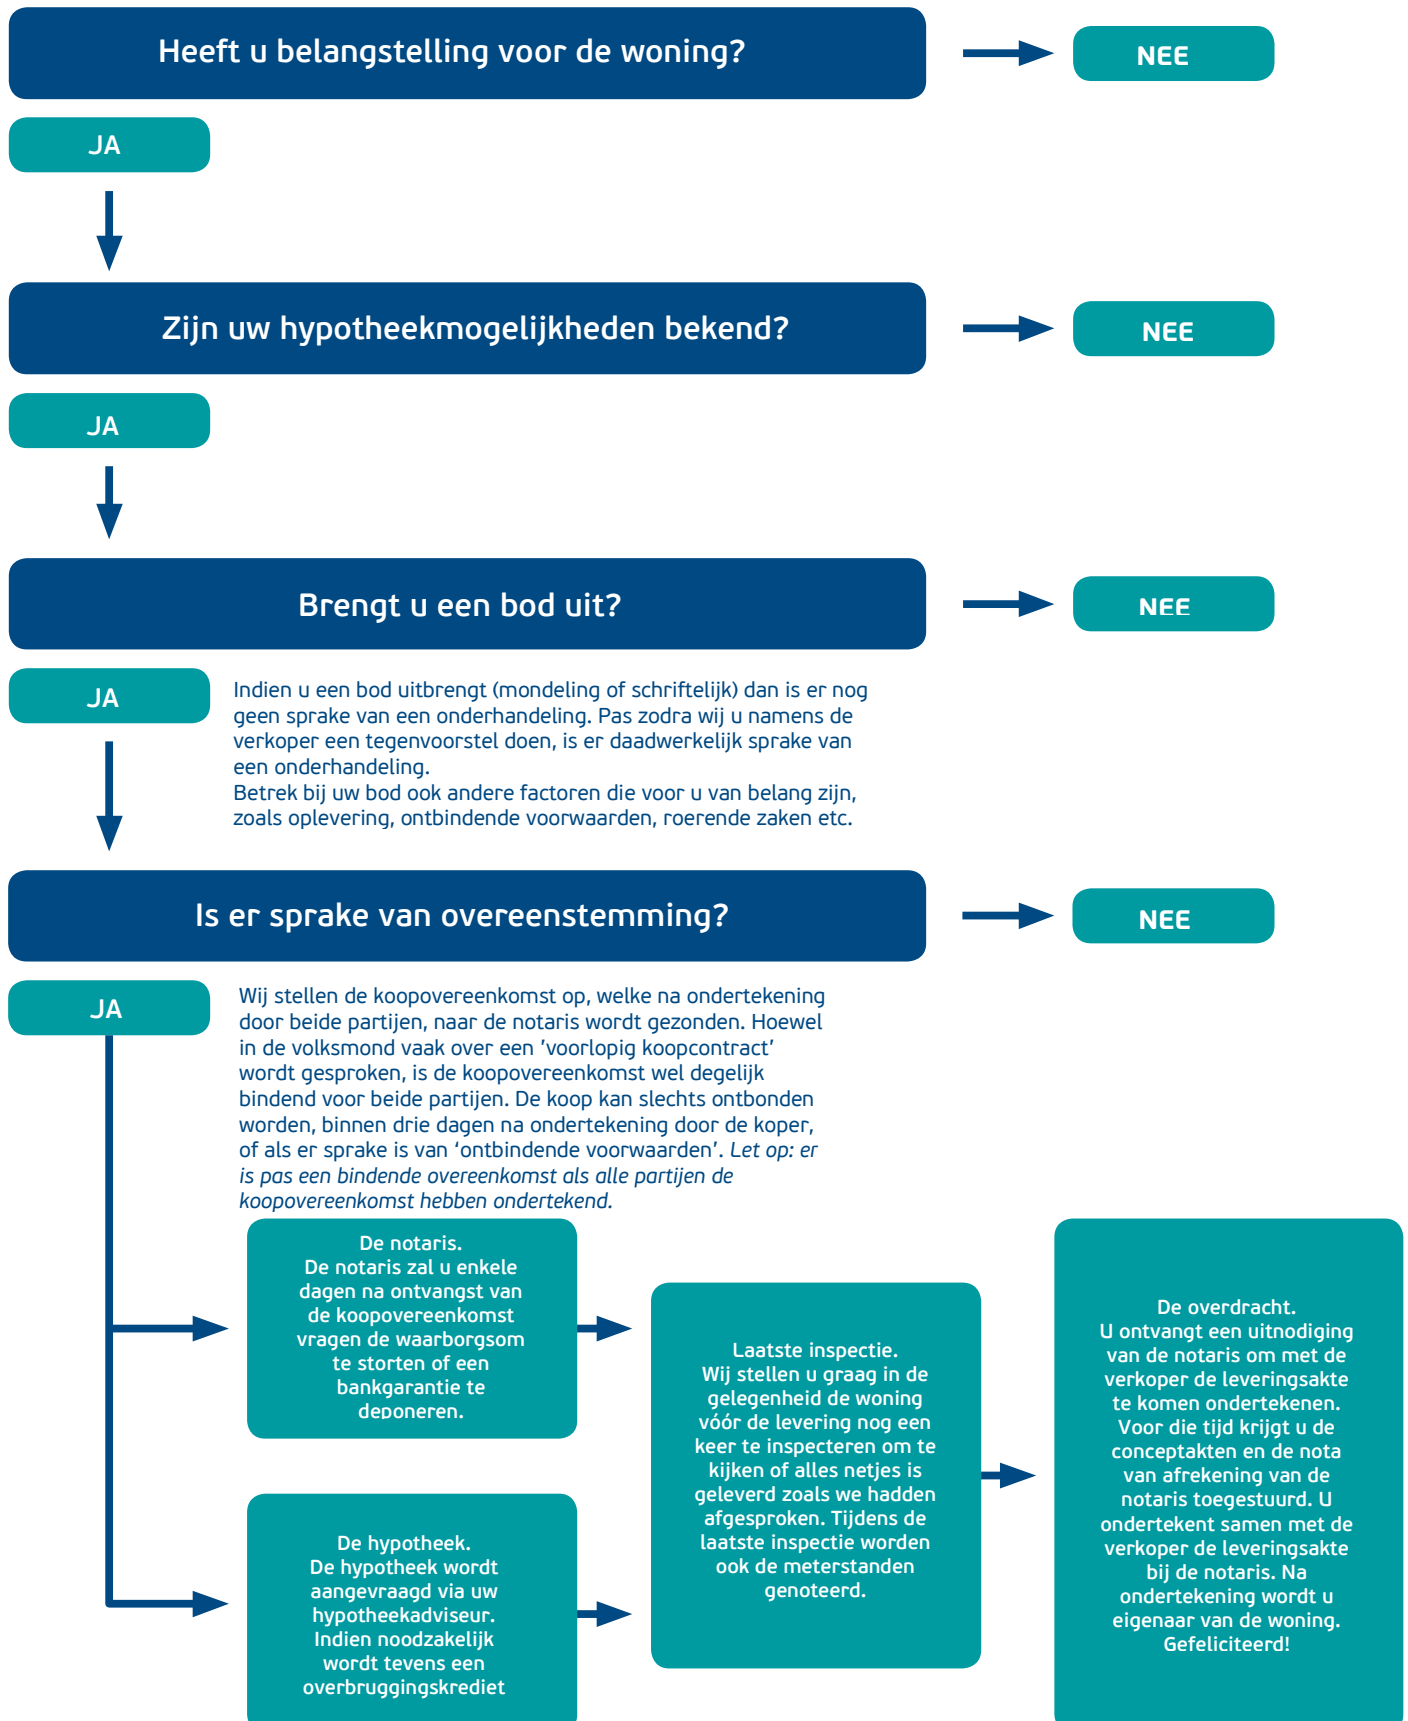 Heeft u belangstelling voor de woning?
NEE
JA
Zijn uw hypotheekmogelijkheden bekend?
NEE
JA
Brengt u een bod uit?
NEE
JA
Indien u een bod uitbrengt (mondeling of schriftelijk) dan is er nog
geen sprake van een onderhandeling. Pas zodra wij u namens de
verkoper een tegenvoorstel doen, is er daadwerkelijk sprake van
een onderhandeling.
Betrek bij uw bod ook andere factoren die voor u van belang zijn,
zoals oplevering, ontbindende voorwaarden, roerende zaken etc.
Is er sprake van overeenstemming?
NEE
JA
Wij stellen de koopovereenkomst op, welke na ondertekening
door beide partijen, naar de notaris wordt gezonden. Hoewel
in de volksmond vaak over een 'voorlopig koopcontract'
wordt gesproken, is de koopovereenkomst wel degelijk
bindend voor beide partijen. De koop kan slechts ontbonden
worden, binnen drie dagen na ondertekening door de koper,
of als er sprake is van ‘ontbindende voorwaarden’. Let op: er
is pas een bindende overeenkomst als alle partijen de
koopovereenkomst hebben ondertekend.
De notaris.
De notaris zal u enkele
dagen na ontvangst van
de koopovereenkomst
vragen de waarborgsom
te storten of een
bankgarantie te
deponeren.
De hypotheek.
De hypotheek wordt
aangevraagd via uw
hypotheekadviseur.
Indien noodzakelijk
wordt tevens een
overbruggingskrediet
Laatste inspectie.
Wij stellen u graag in de
gelegenheid de woning
vóór de levering nog een
keer te inspecteren om te
kijken of alles netjes is
geleverd zoals we hadden
afgesproken. Tijdens de
laatste inspectie worden
ook de meterstanden
genoteerd.
De overdracht.
U ontvangt een uitnodiging
van de notaris om met de
verkoper de leveringsakte
te komen ondertekenen.
Voor die tijd krijgt u de
conceptakten en de nota
van afrekening van de
notaris toegestuurd. U
ondertekent samen met de
verkoper de leveringsakte
bij de notaris. Na
ondertekening wordt u
eigenaar van de woning.
Gefeliciteerd!